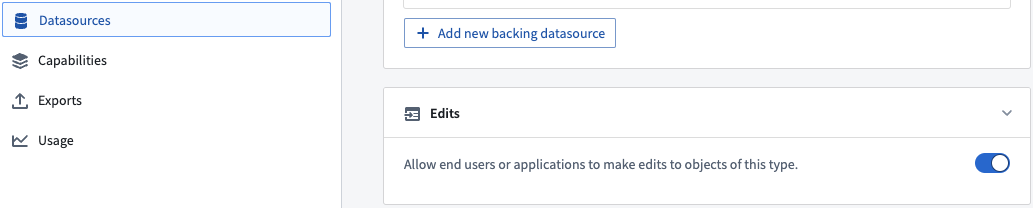 Datasources
Capabilities
Exports
Usage
Add new backing datasource
Edits
Allow end users or applications to make edits to objects of this type.